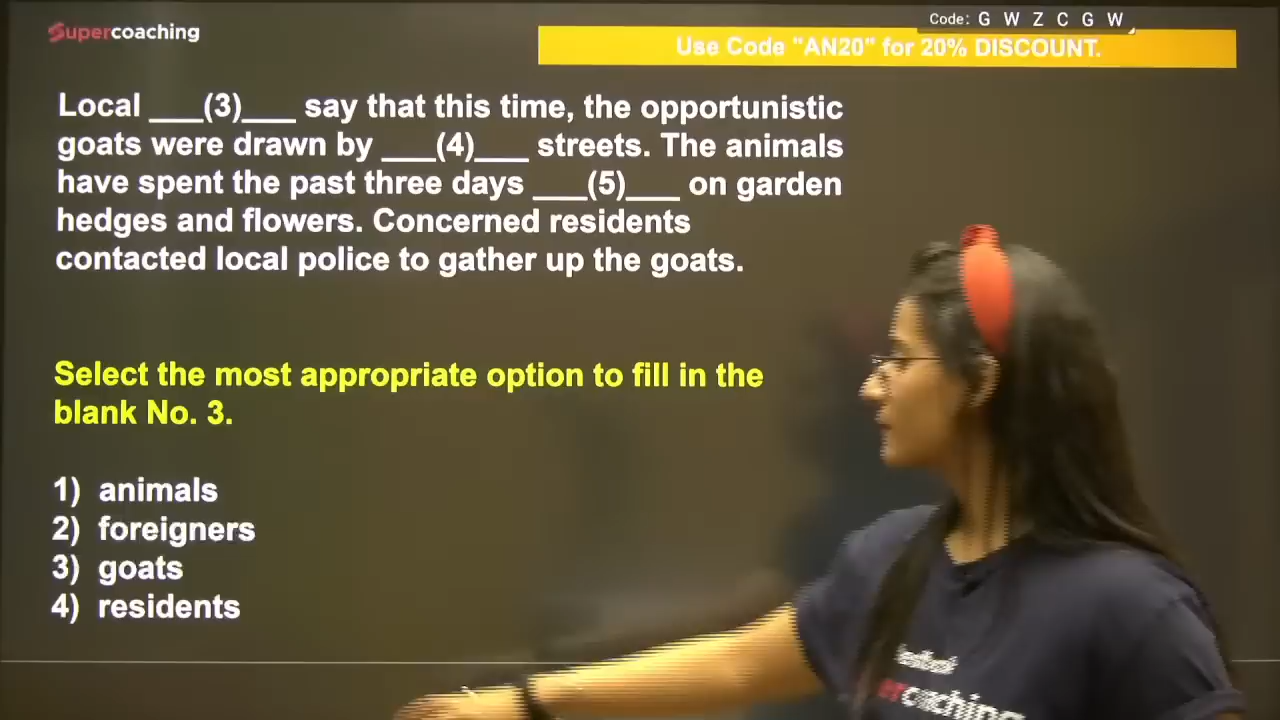 Supercoaching
Code: G W Z C G W
Use Code "AN20" for 20% DISCOUNT.
Local ___(3)___ say that this time, the opportunistic
goats were drawn by ___(4)___ streets. The animals
have spent the past three days ___(5)___ on garden
hedges and flowers. Concerned residents
contacted local police to gather up the goats.
Select the most appropriate option to fill in the
blank No. 3.
1) animals
2) foreigners
3) goats
4) residents